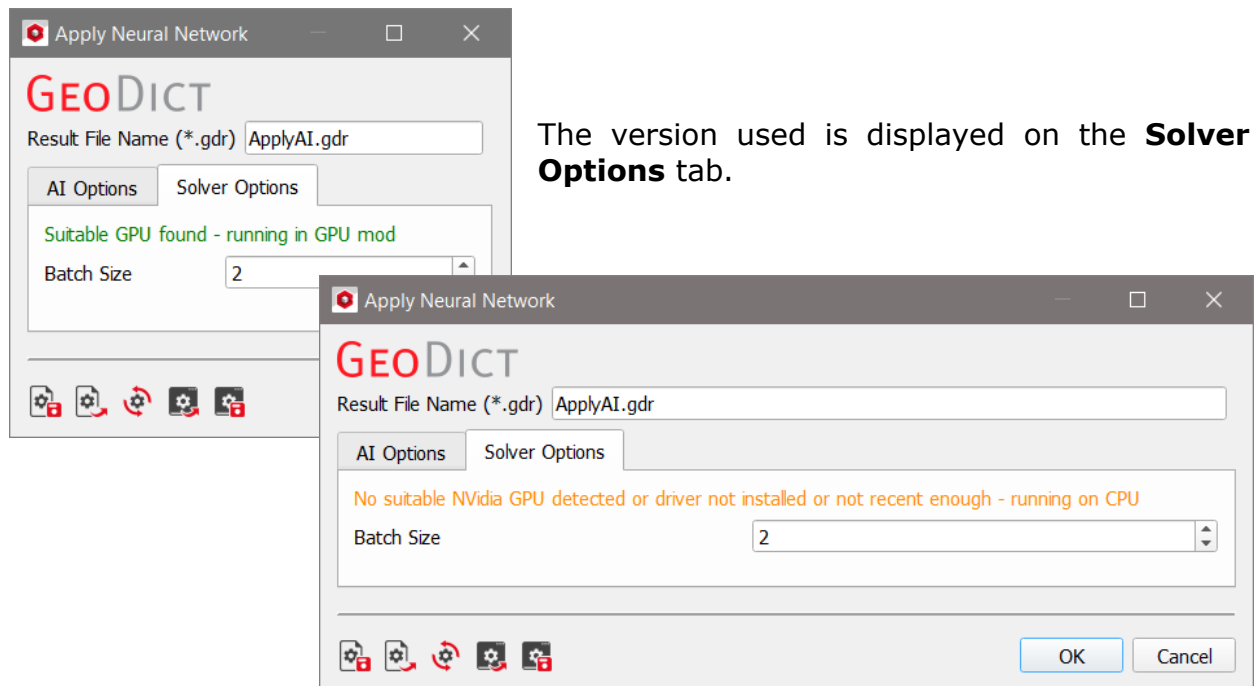 Apply Neural Network
GEODICT
Result File Name (*.gdr) ApplyAI.gdr
AI Options Solver Options
Suitable GPU found - running in GPU mod
Batch Size 2
The version used is displayed on the Solver
Options tab.
Apply Neural Network
GEODICT
Result File Name (*.gdr) ApplyAI.gdr
AI Options Solver Options
No suitable NVidia GPU detected or driver not installed or not recent enough - running on CPU
Batch Size 2
OK Cancel